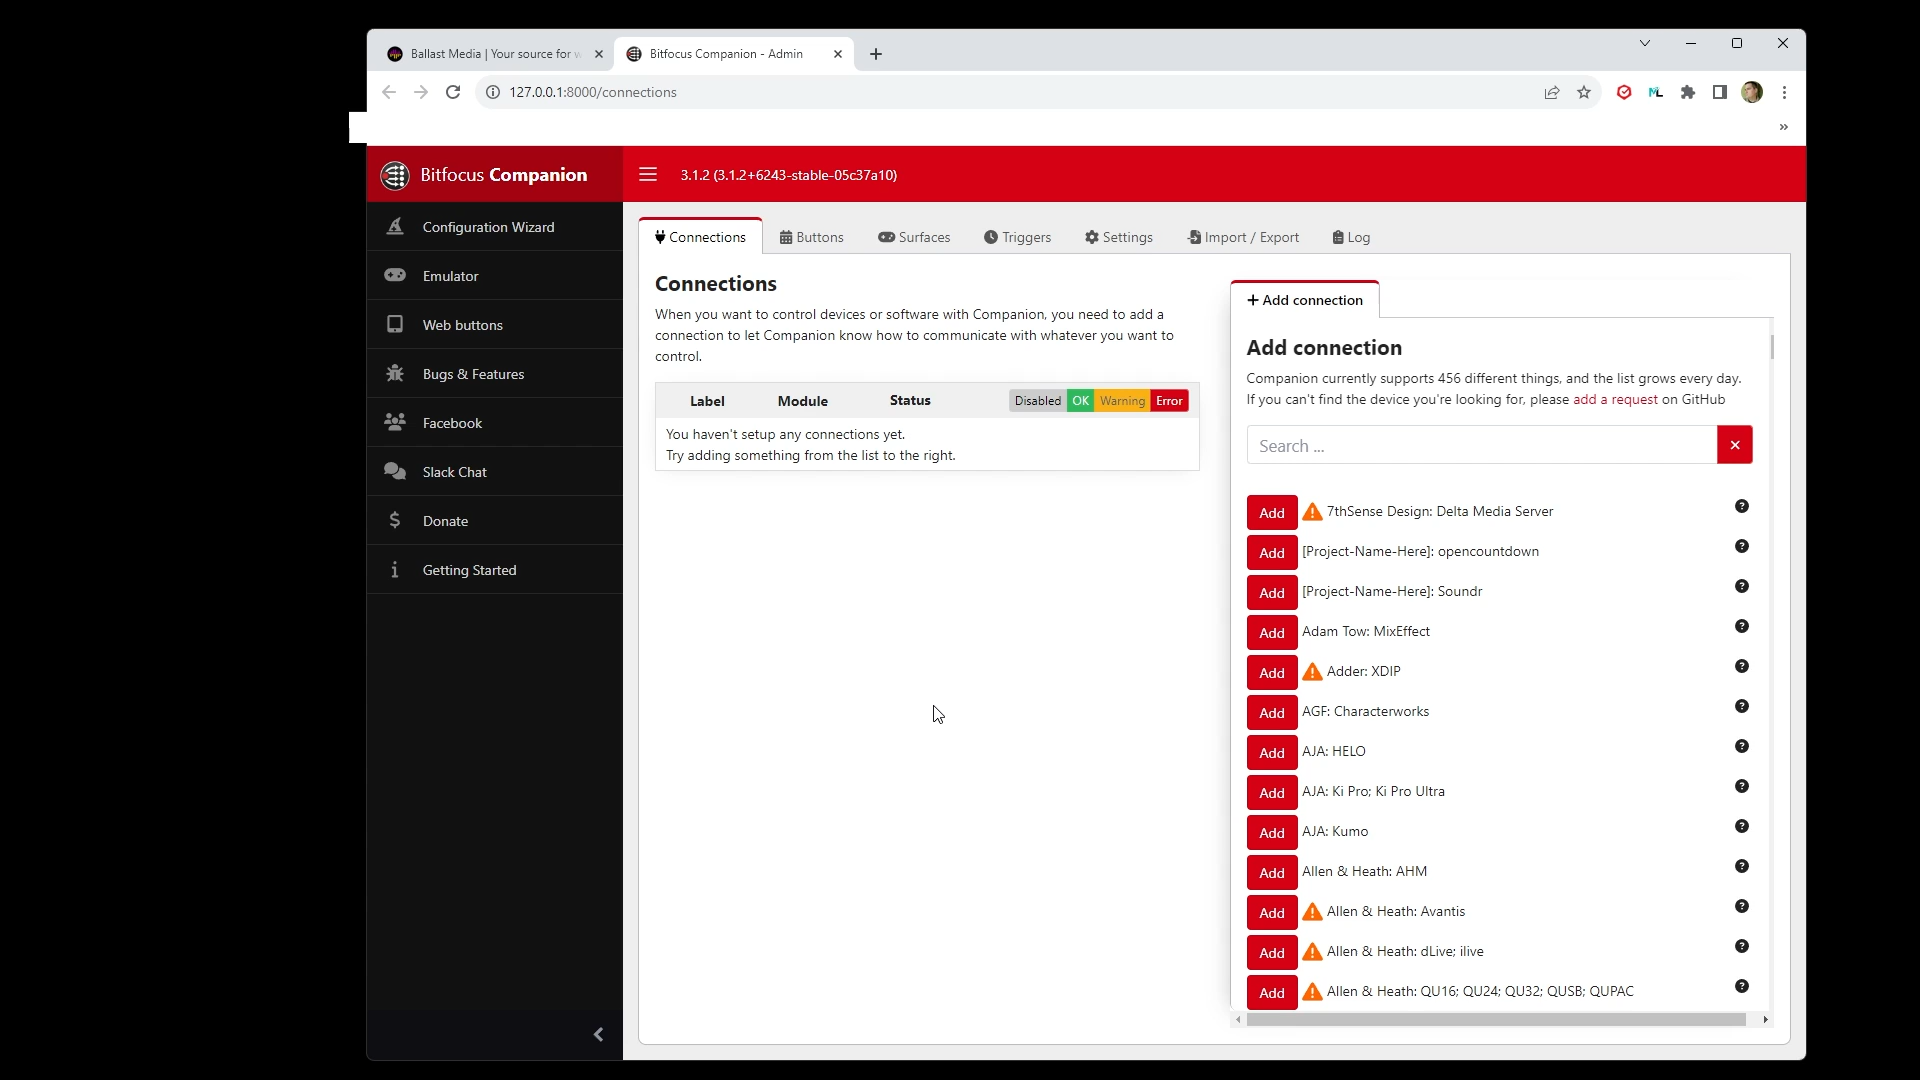 Ballast Media | Your source for w
Bitfocus Companion - Admin
127.0.0.1:8000/connections
»
Bitfocus Companion
3.1.2 (3.1.2+6243-stable-05c37a10)
Configuration Wizard
Emulator
Web buttons
Bugs & Features
Facebook
Slack Chat
Donate
Getting Started
Connections
Buttons
Surfaces
Triggers
Settings
Import / Export
Log
Connections
When you want to control devices or software with Companion, you need to add a
connection to let Companion know how to communicate with whatever you want to
control.
Label Module Status Disabled OK Warning Error
You haven't setup any connections yet.
Try adding something from the list to the right.
+ Add connection
Add connection
Companion currently supports 456 different things, and the list grows every day.
If you can't find the device you're looking for, please add a request on GitHub
Search ...
Add 7thSense Design: Delta Media Server
Add [Project-Name-Here]: opencountdown
Add [Project-Name-Here]: Soundr
Add Adam Tow: MixEffect
Add Adder: XDIP
Add AGF: Characterworks
Add AJA: HELO
Add AJA: Ki Pro; Ki Pro Ultra
Add AJA: Kumo
Add Allen & Heath: AHM
Add Allen & Heath: Avantis
Add Allen & Heath: dLive; ilive
Add Allen & Heath: QU16; QU24; QU32; QUSB; QUPAC